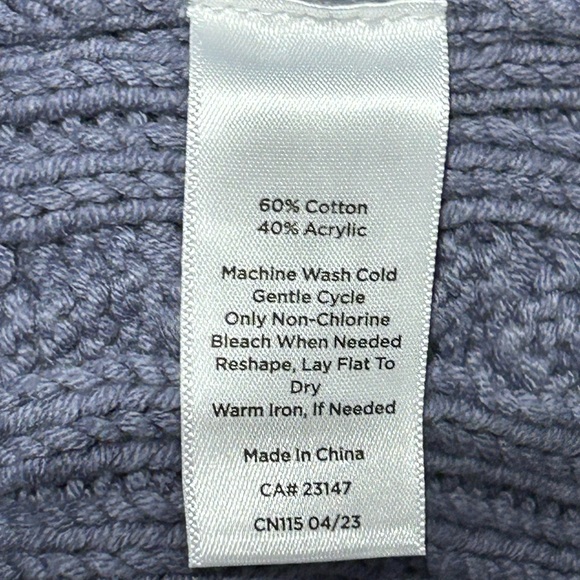 60% Cotton
40% Acrylic
Machine Wash Cold
Gentle Cycle
Only Non-Chlorine
Bleach When Needed
Reshape, Lay Flat To
Dry
Warm Iron, If Needed
Made In China
CA# 23147
CN115 04/23